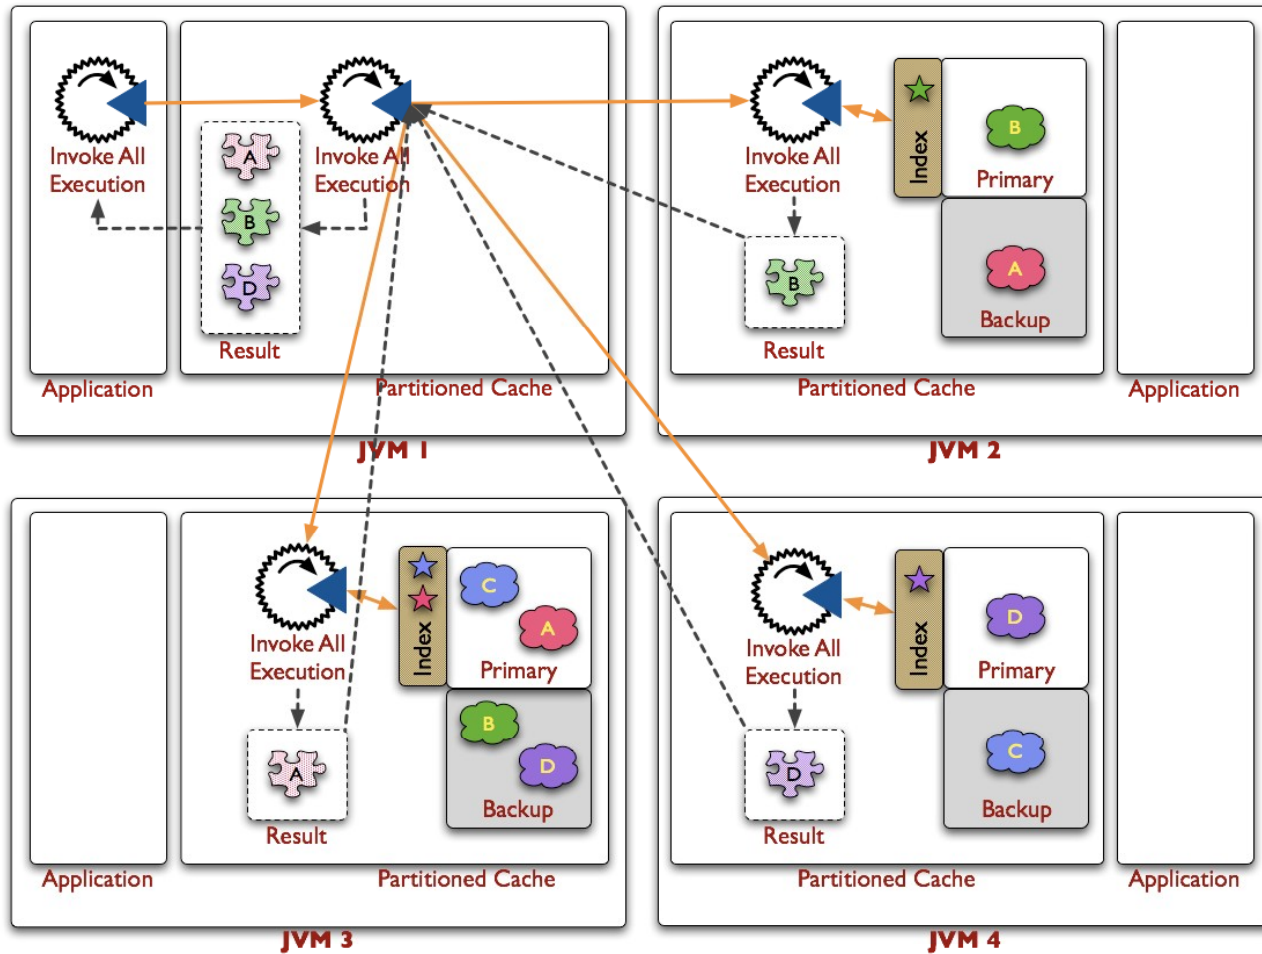 Invoke All
Execution
Invoke All
Execution
A
B
D
Result
Application
Partitioned Cache
JVM 1
Invoke All
Execution
Index
B
Primary
A
Backup
B
Result
Partitioned Cache
Application
JVM 2
Invoke All
Execution
Index
C
A
Primary
B
D
Backup
A
Result
Application
Partitioned Cache
JVM 3
Invoke All
Execution
Index
D
Primary
C
Backup
D
Result
Partitioned Cache
Application
JVM 4